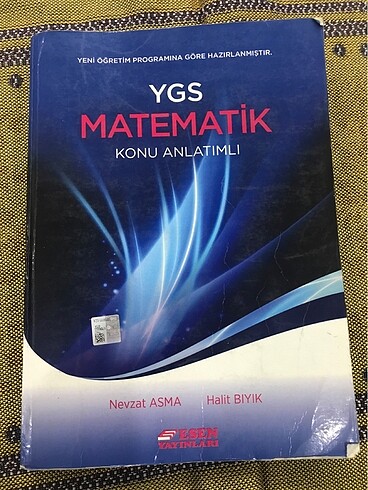 YENİ ÖĞRETİM PROGRAMINA GÖRE HAZIRLANMIŞTIR.
YGS
MATEMATİK
KONU ANLATIMLI
Nevzat ASMA Halit BIYIK
ESEN
YAYINLARI